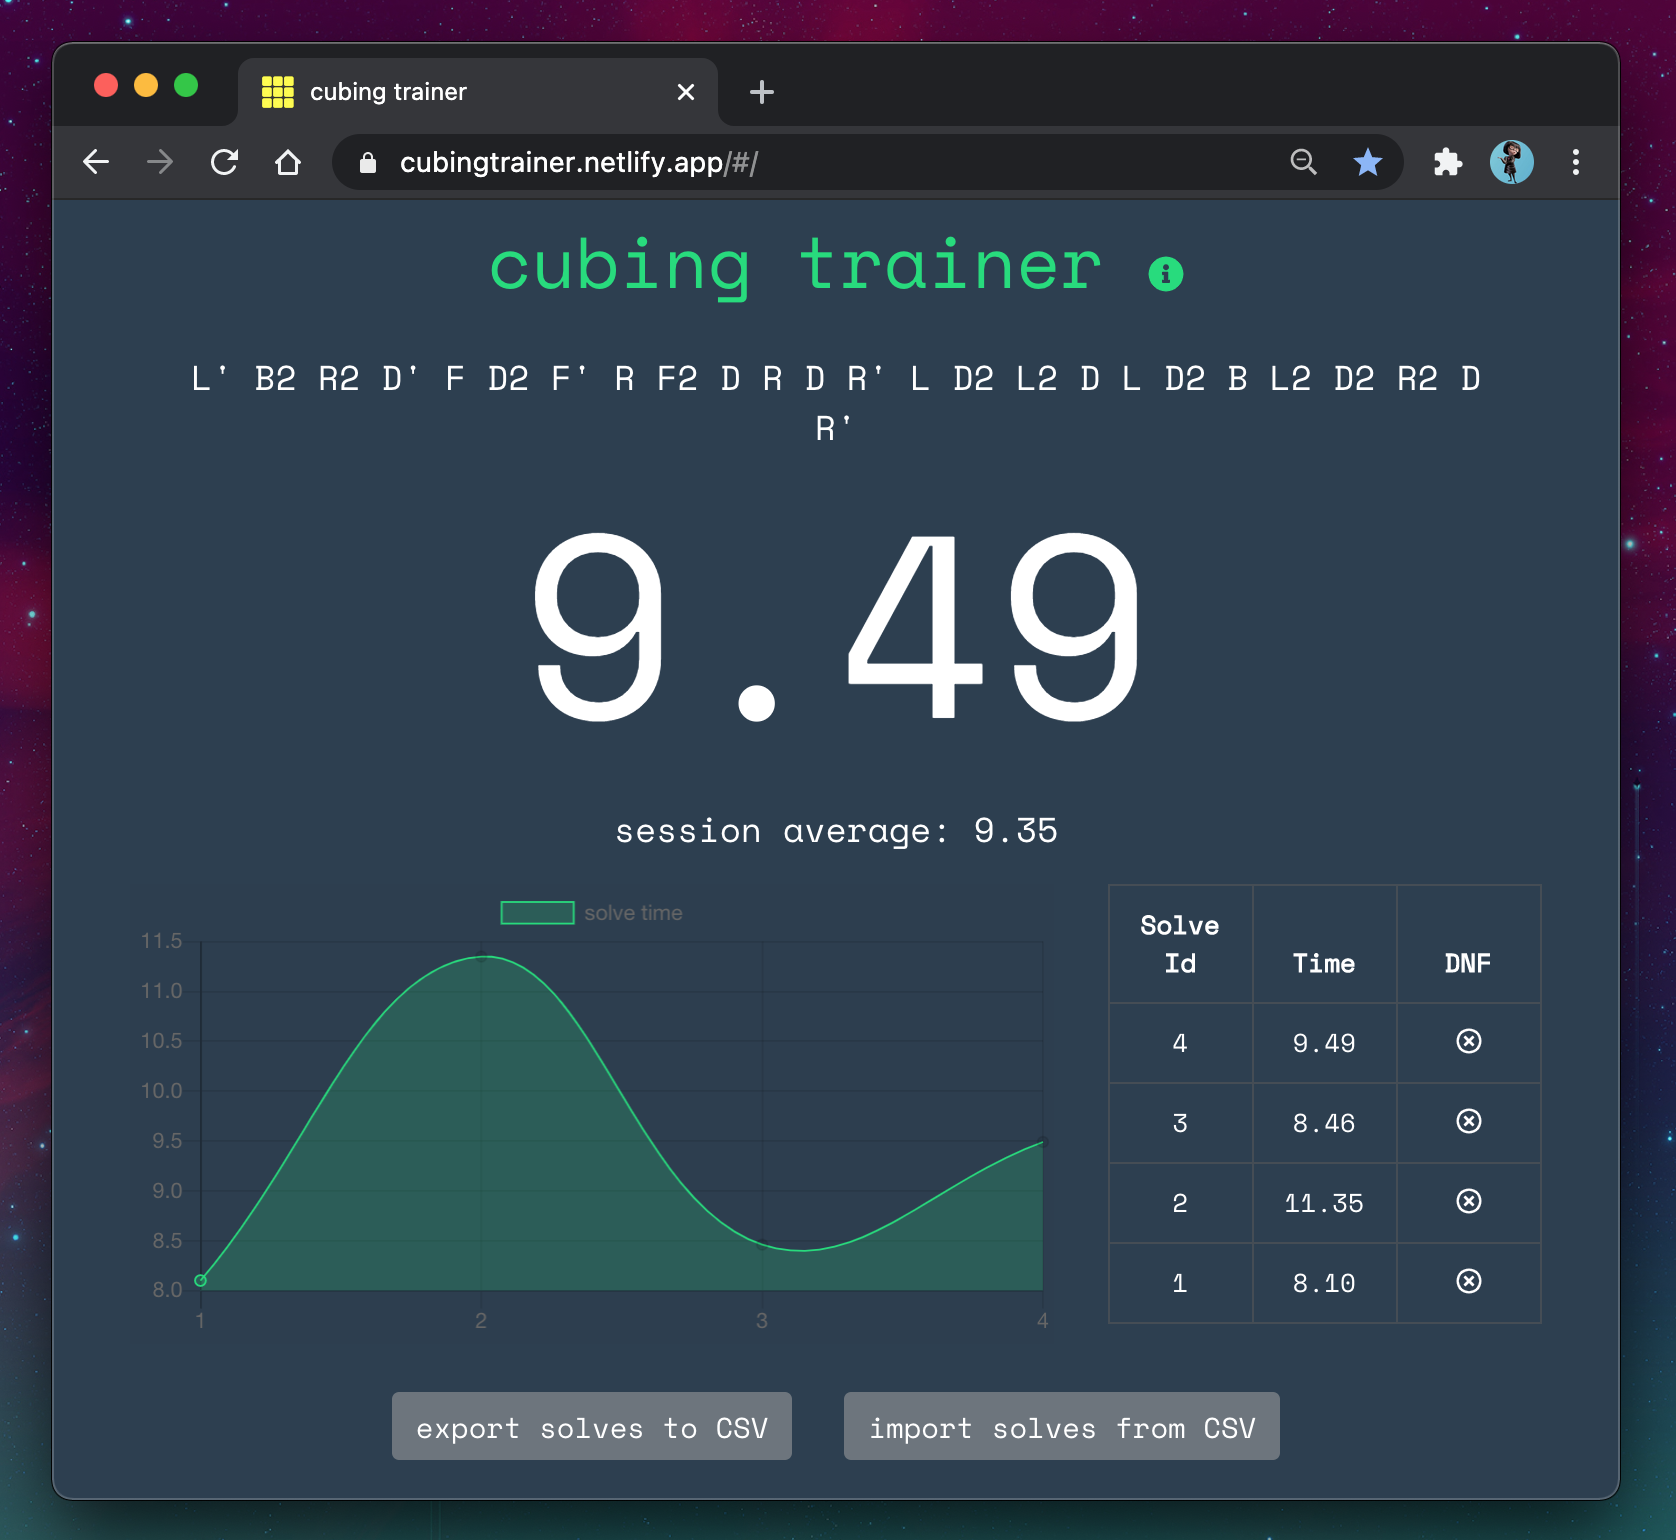 cubing trainer
cubingtrainer.netlify.app/#/
cubing trainer
L' B2 R2 D' F D2 F' R F2 D R D R' L D2 L2 D L D2 B L2 D2 R2 D
R'
9.49
session average: 9.35
solve time
11.5
11.0
10.5
10.0
9.5
9.0
8.5
8.0
1 2 3 4
Solve Id Time DNF
4 9.49
3 8.46
2 11.35
1 8.10
export solves to CSV import solves from CSV